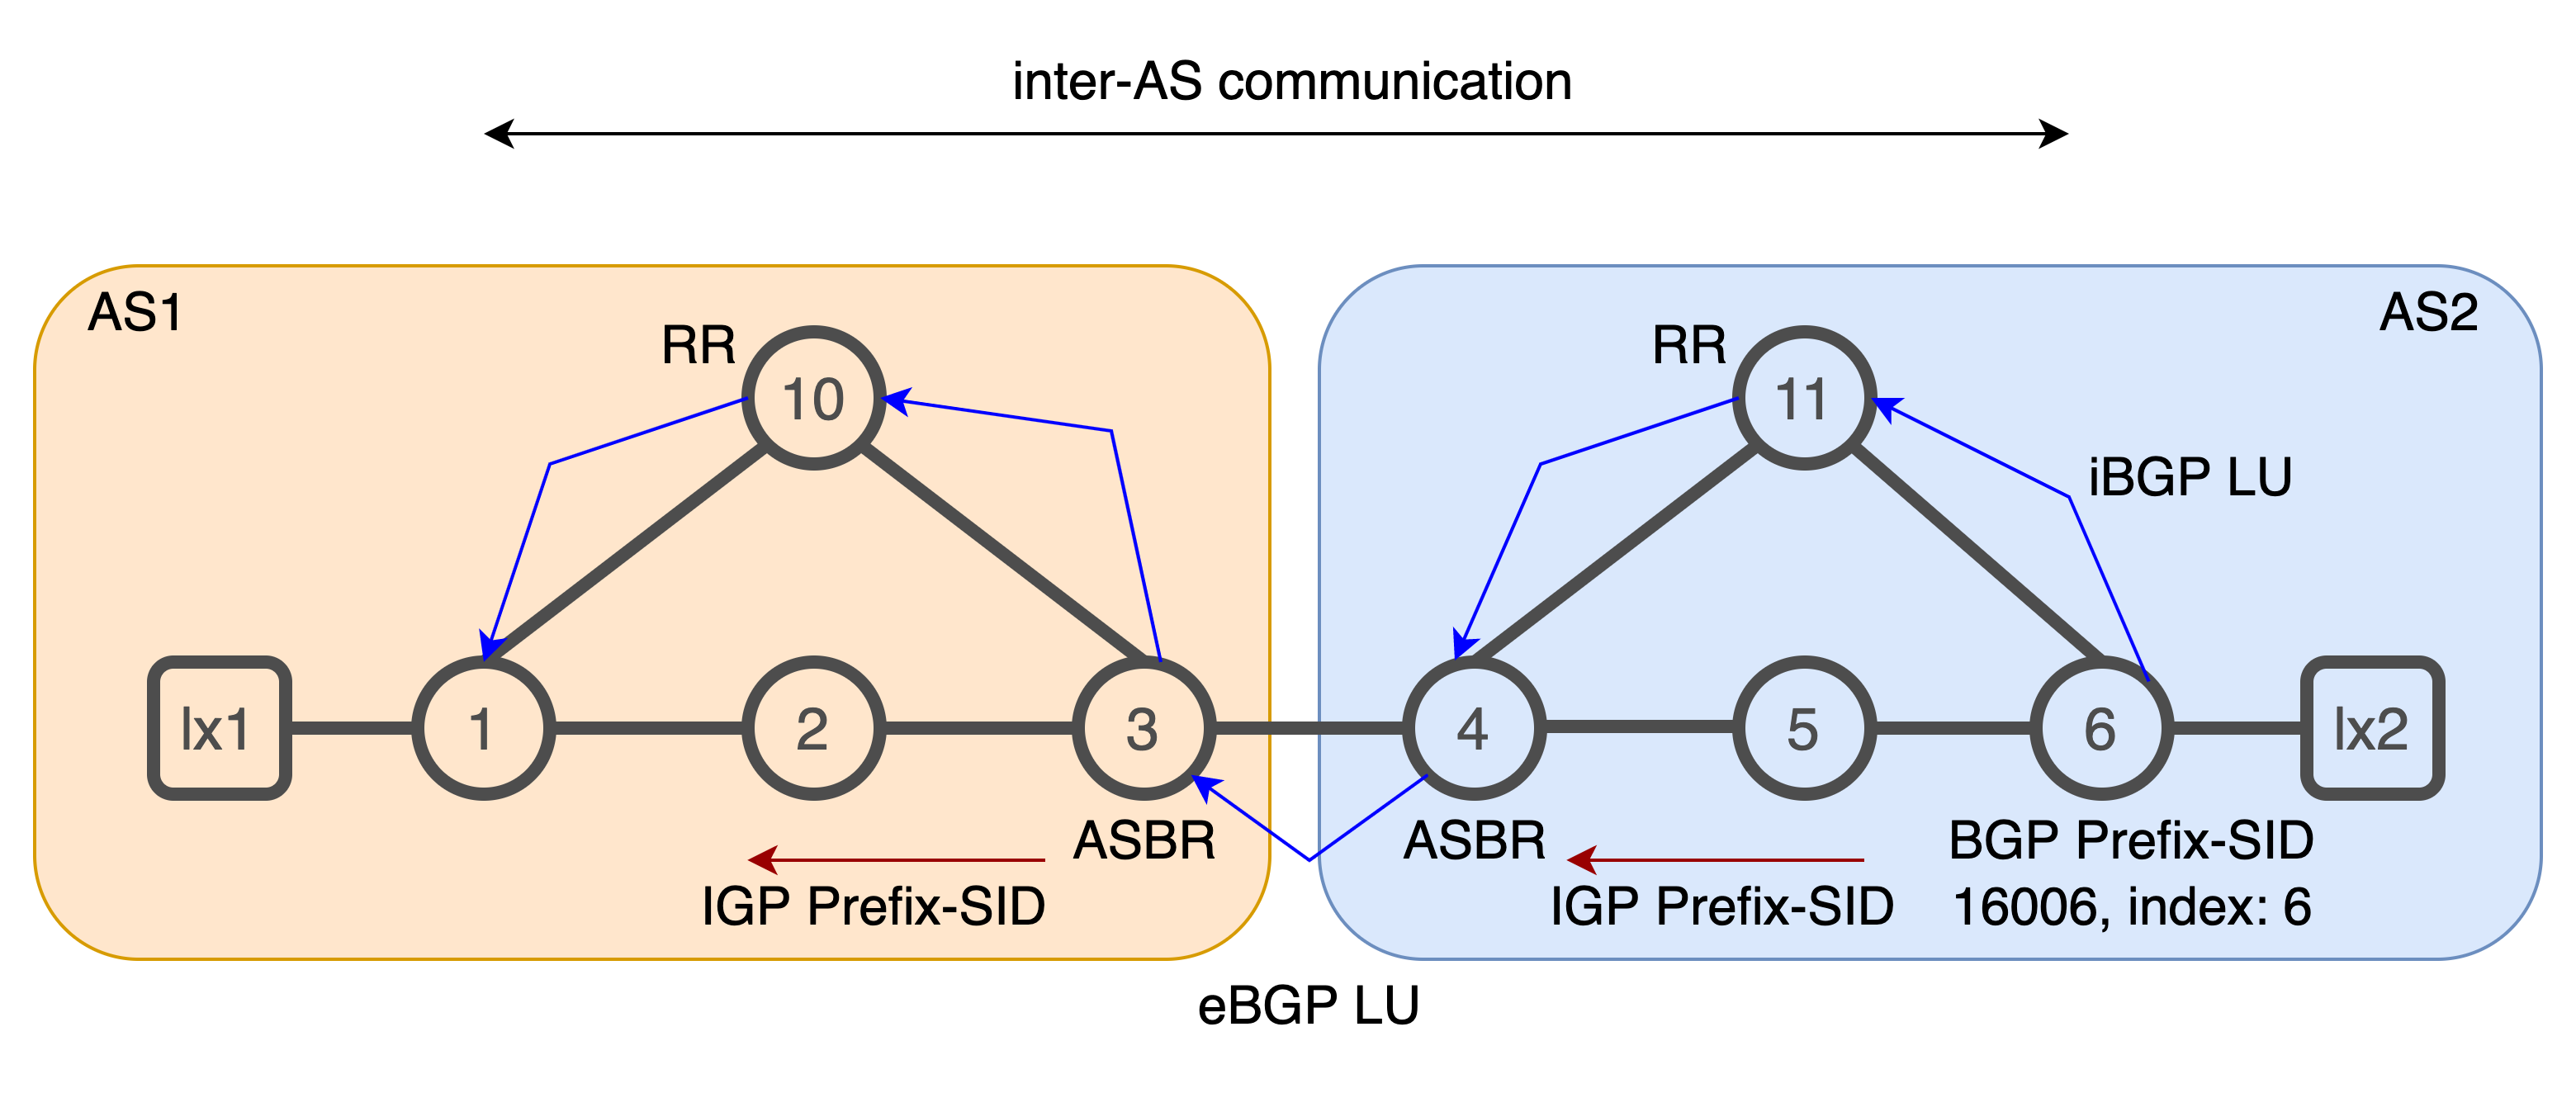 inter-AS communication
AS1
AS2
RR
10
RR
11
iBGP LU
lx1
1
2
3
4
5
6
lx2
ASBR
IGP Prefix-SID
ASBR
IGP Prefix-SID
BGP Prefix-SID
16006, index: 6
eBGP LU